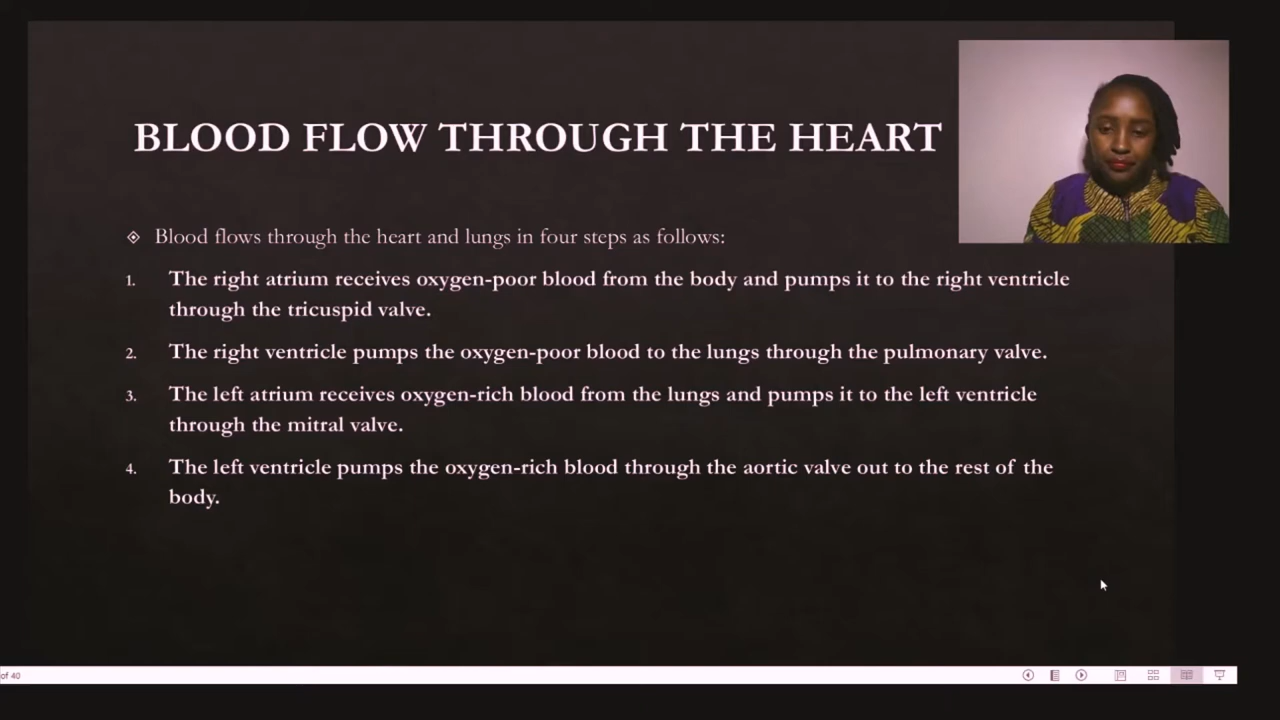 BLOOD FLOW THROUGH THE HEART
Blood flows through the heart and lungs in four steps as follows:
1. The right atrium receives oxygen-poor blood from the body and pumps it to the right ventricle
through the tricuspid valve.
2. The right ventricle pumps the oxygen-poor blood to the lungs through the pulmonary valve.
3. The left atrium receives oxygen-rich blood from the lungs and pumps it to the left ventricle
through the mitral valve.
4. The left ventricle pumps the oxygen-rich blood through the aortic valve out to the rest of the
body.
of 40